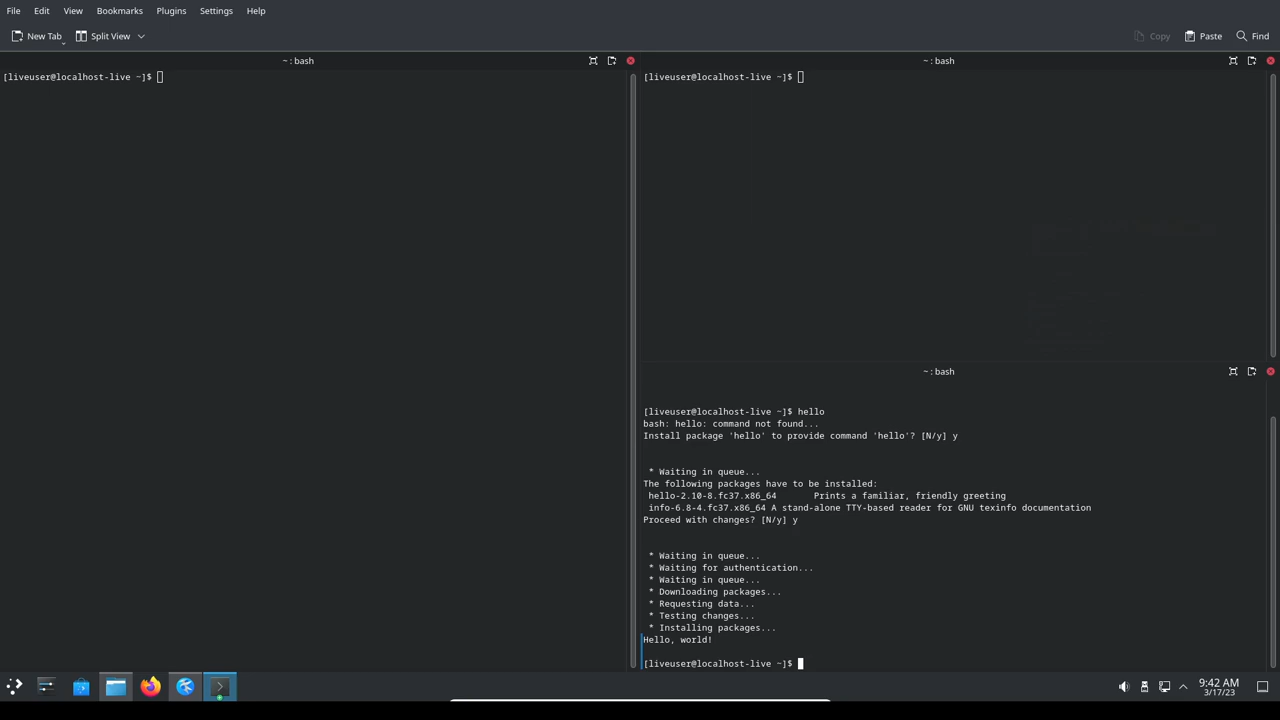 File Edit View Bookmarks Plugins Settings Help
New Tab Split View Copy Paste Find
~ : bash
[liveuser@localhost-live ~]$
~ : bash
[liveuser@localhost-live ~]$
~ : bash
[liveuser@localhost-live ~]$ hello
bash: hello: command not found...
Install package 'hello' to provide command 'hello'? [N/y] y
* Waiting in queue...
The following packages have to be installed:
hello-2.10-8.fc37.x86_64 Prints a familiar, friendly greeting
info-6.8-4.fc37.x86_64 A stand-alone TTY-based reader for GNU texinfo documentation
Proceed with changes? [N/y] y
* Waiting in queue...
* Waiting for authentication...
* Waiting in queue...
* Downloading packages...
* Requesting data...
* Testing changes...
* Installing packages...
Hello, world!
[liveuser@localhost-live ~]$
9:42 AM
3/17/23